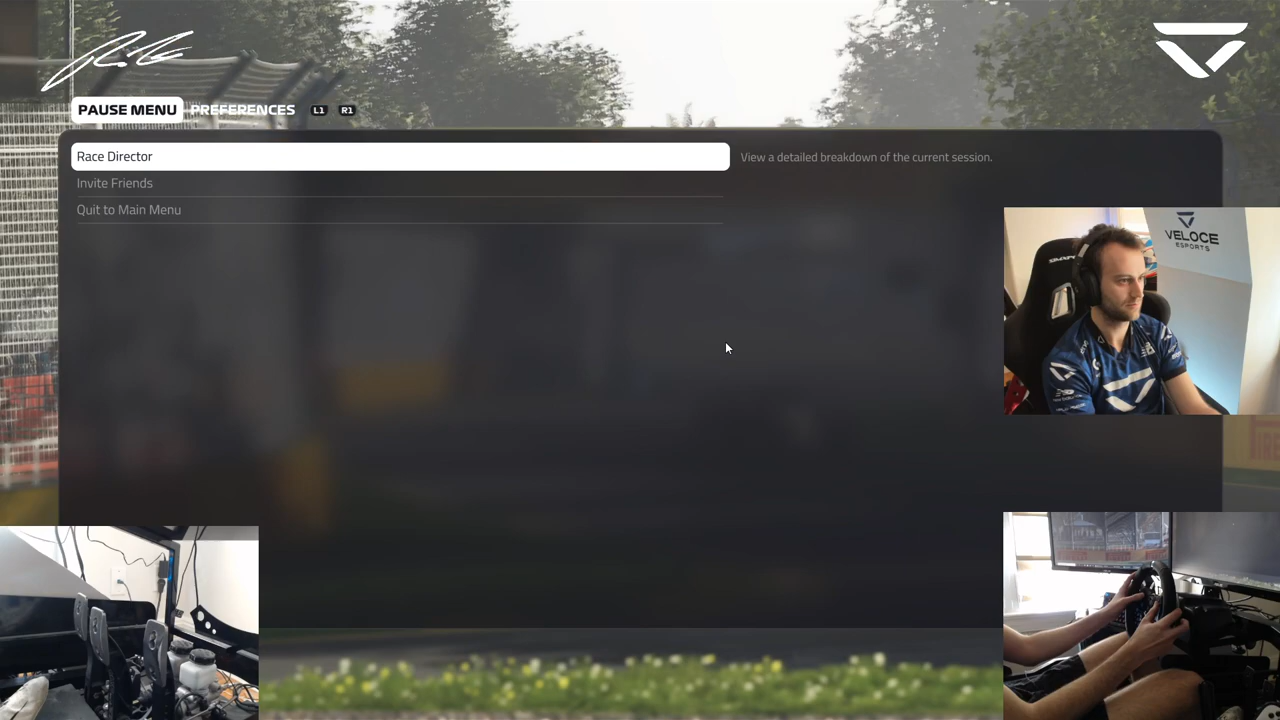 PAUSE MENU PREFERENCES L1 R1
Race Director
View a detailed breakdown of the current session.
Invite Friends
Quit to Main Menu
VELOCE
ESPORTS